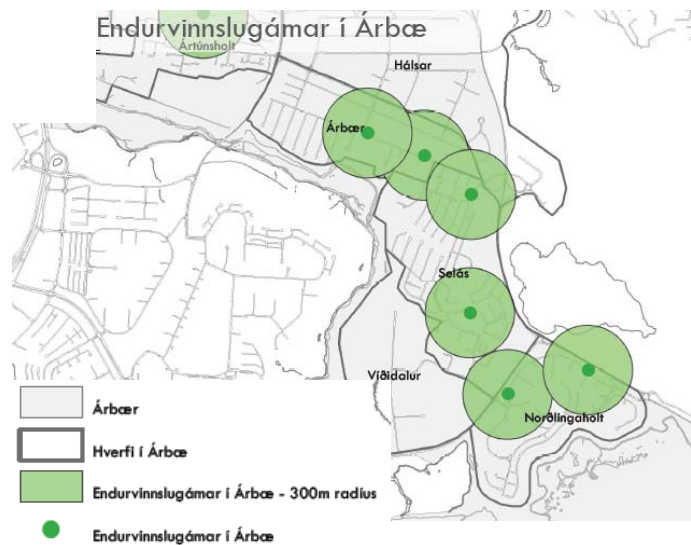 Endurvinnslugámar í Árbæ
Ártúnsholt
Hálsar
Árbær
Selás
Víðidalur
Norðlingaholt
Árbær
Hverfi í Árbæ
Endurvinnslugámar í Árbæ - 300m radíus
Endurvinnslugámar í Árbæ